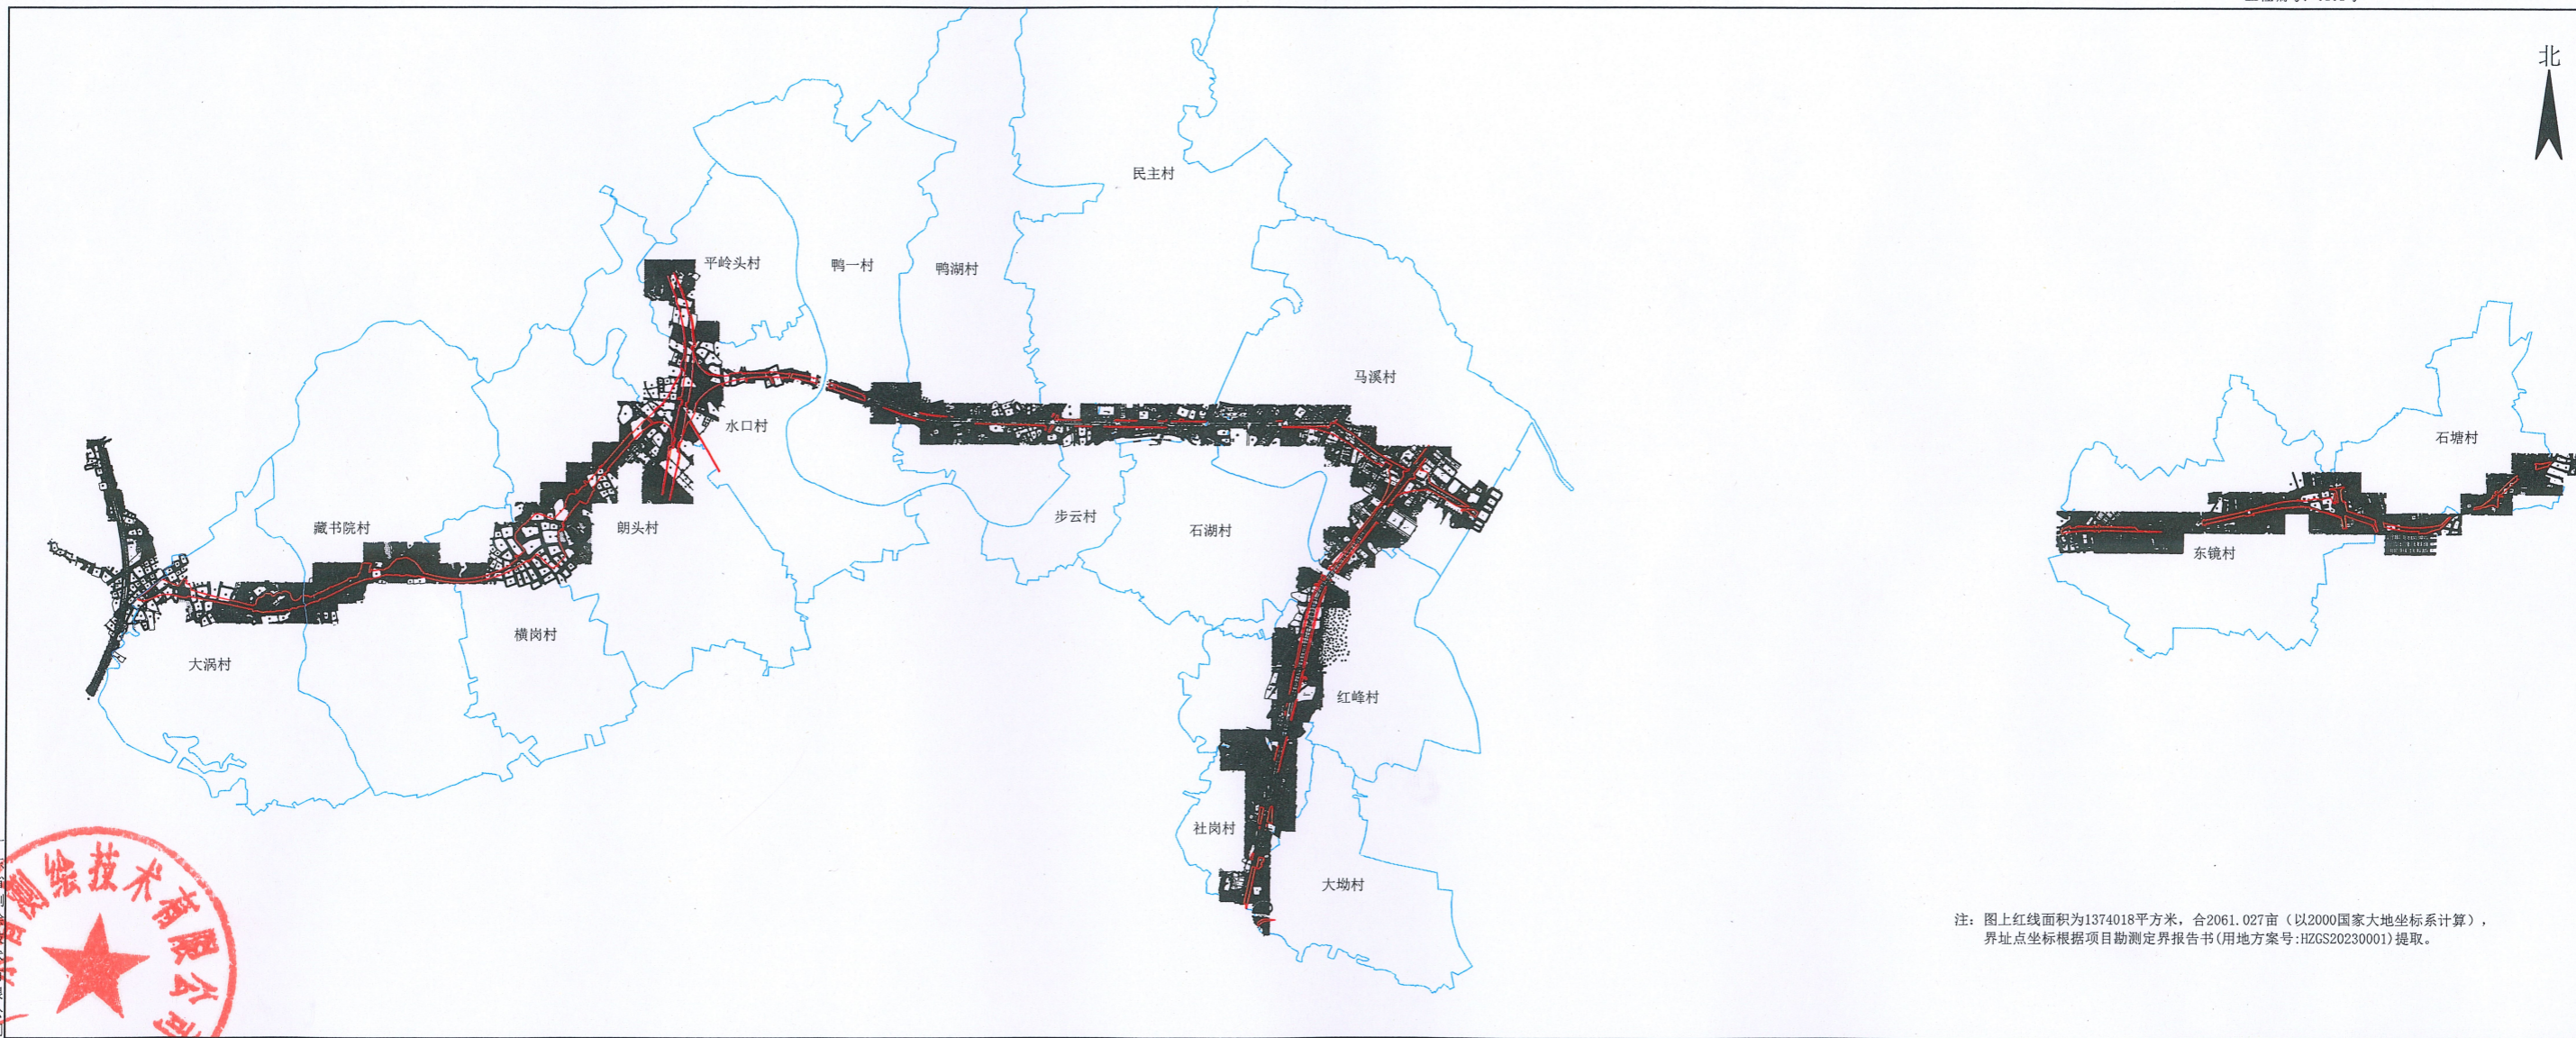 北
民主村
平岭头村
鸭一村
鸭湖村
马溪村
水口村
石塘村
藏书院村
朗头村
步云村
石湖村
东镜村
横岗村
大涡村
红峰村
社岗村
大坳村
注：图上红线面积为1374018平方米，合2061.027亩（以2000国家大地坐标系计算），
界址点坐标根据项目勘测定界报告书(用地方案号:HZGS20230001)提取。
测绘技术有限公司